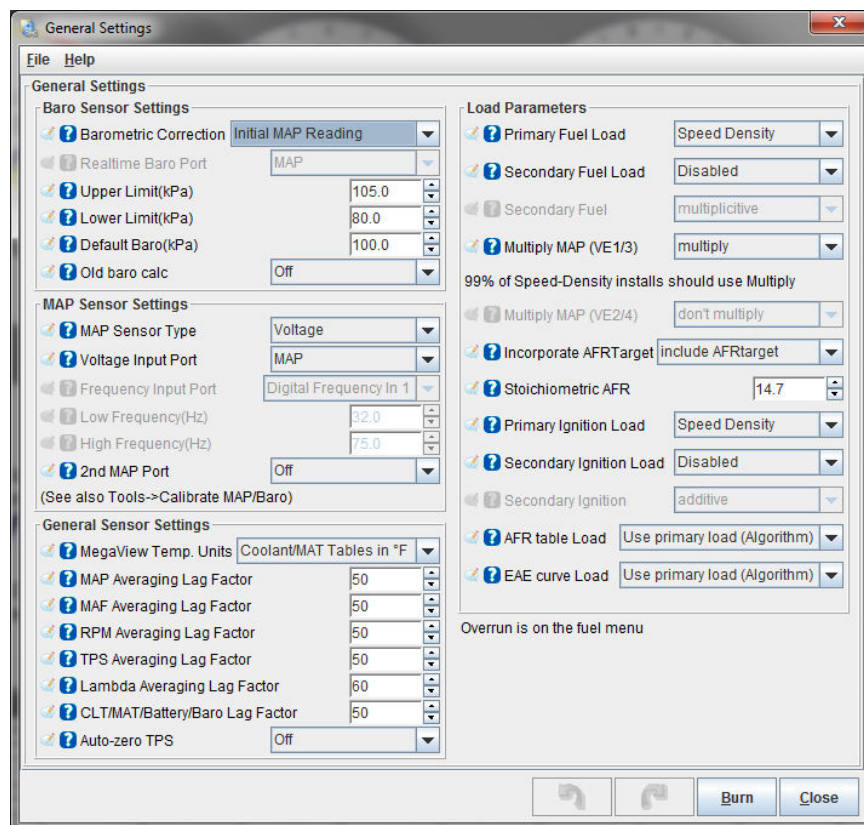 General Settings
File Help
General Settings
Baro Sensor Settings
Barometric Correction Initial MAP Reading
Realtime Baro Port MAP
Upper Limit(kPa) 105.0
Lower Limit(kPa) 80.0
Default Baro(kPa) 100.0
Old baro calc Off
MAP Sensor Settings
MAP Sensor Type Voltage
Voltage Input Port MAP
Frequency Input Port Digital Frequency In 1
Low Frequency(Hz) 32.0
High Frequency(Hz) 75.0
2nd MAP Port Off
(See also Tools->Calibrate MAP/Baro)
General Sensor Settings
MegaView Temp. Units Coolant/MAT Tables in °F
MAP Averaging Lag Factor 50
MAF Averaging Lag Factor 50
RPM Averaging Lag Factor 50
TPS Averaging Lag Factor 50
Lambda Averaging Lag Factor 60
CLT/MAT/Battery/Baro Lag Factor 50
Auto-zero TPS Off
Load Parameters
Primary Fuel Load Speed Density
Secondary Fuel Load Disabled
Secondary Fuel multiplicitive
Multiply MAP (VE1/3) multiply
99% of Speed-Density installs should use Multiply
Multiply MAP (VE2/4) don't multiply
Incorporate AFRTarget include AFRtarget
Stoichiometric AFR 14.7
Primary Ignition Load Speed Density
Secondary Ignition Load Disabled
Secondary Ignition additive
AFR table Load Use primary load (Algorithm)
EAE curve Load Use primary load (Algorithm)
Overrun is on the fuel menu
Burn Close